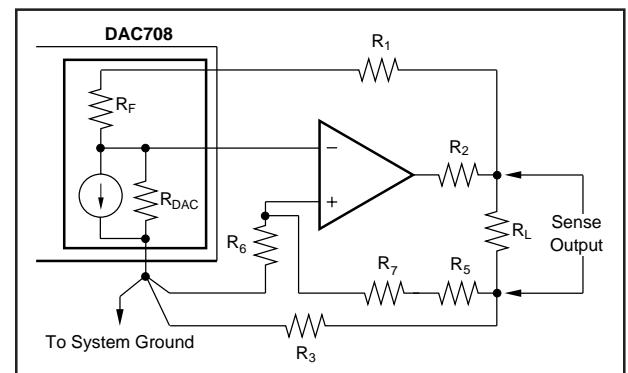 DAC708
R1
RF
R2
−
RDAC
+
R6
RL
Sense
Output
R7
R5
To System Ground
R3